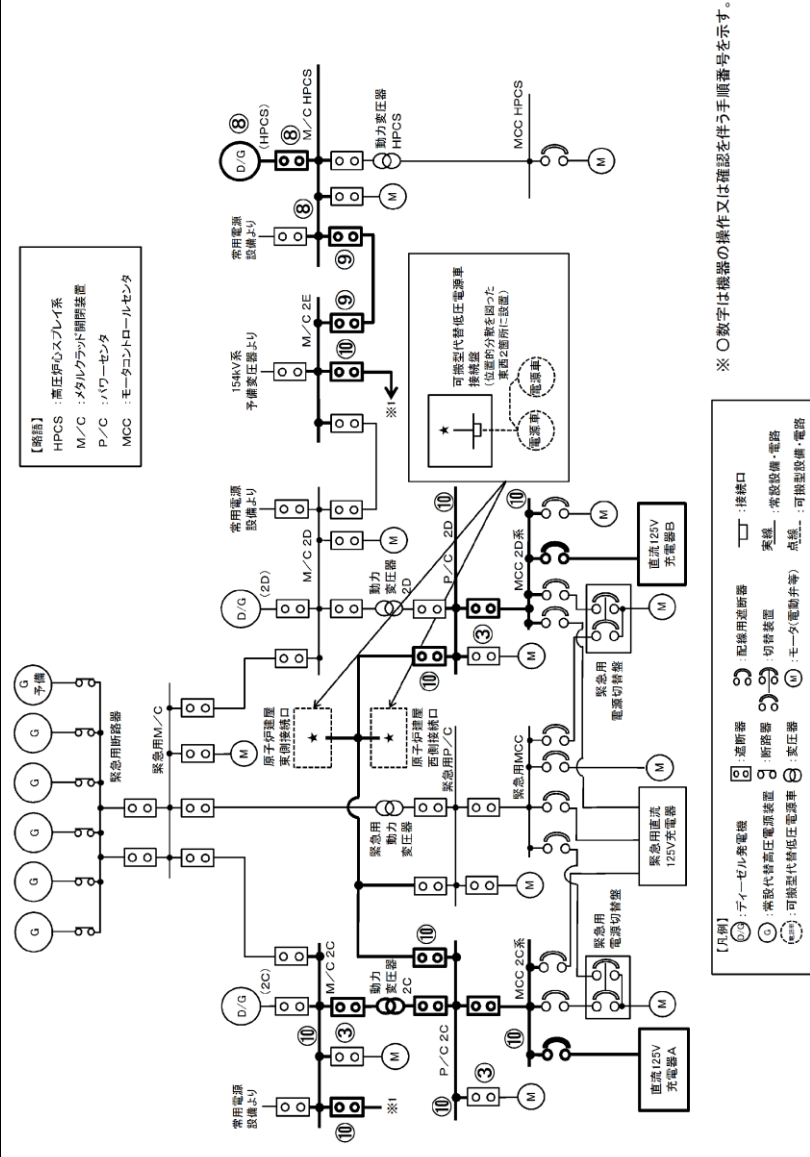 G
G
G
G
G
G
予備
緊急用断路器
緊急用M/C
M
【略語】
HPCS :高圧炉心スプレイ系
M/C :メタルクラッド開閉装置
P/C :パワーセンタ
MCC :モータコントロールセンタ
常用電源
設備より
D/G
(2C)
D/G
(2D)
常用電源
設備より
154kV系
予備変圧器より
常用電源
設備より
D/G
(HPCS)
⑧
⑧
⑧
⑩
M/C 2C
M/C 2D
M/C 2E
M/C HPCS
⑩
※1
③
M
動力
変圧器
2C
緊急用
動力
変圧器
原子炉建屋
東側接続口
★
原子炉建屋
西側接続口
★
M
動力
変圧器
2D
⑩
※1
⑨
⑨
M
動力変圧器
HPCS
⑩
P/C 2C
⑩
緊急用P/C
⑩
P/C 2D
⑩
可搬型代替低圧電源車
接続盤
(位置的分散を図った
東西2箇所に設置)
★
電源車
電源車
③
M
M
③
M
⑩
MCC 2C系
緊急用MCC
MCC 2D系
⑩
MCC HPCS
M
直流125V
充電器A
緊急用
電源切替盤
M
緊急用直流
125V充電器
M
緊急用
電源切替盤
M
直流125V
充電器B
M
【凡例】
D/G :ディーゼル発電機
G :常設代替高圧電源装置
電源車 :可搬型代替低圧電源車
:遮断器
:断路器
:変圧器
:配線用遮断器
:切替装置
M :モータ(電動弁等)
:接続口
実線 :常設設備・電路
点線 :可搬型設備・電路
※ ○数字は機器の操作又は確認を伴う手順番号を示す。